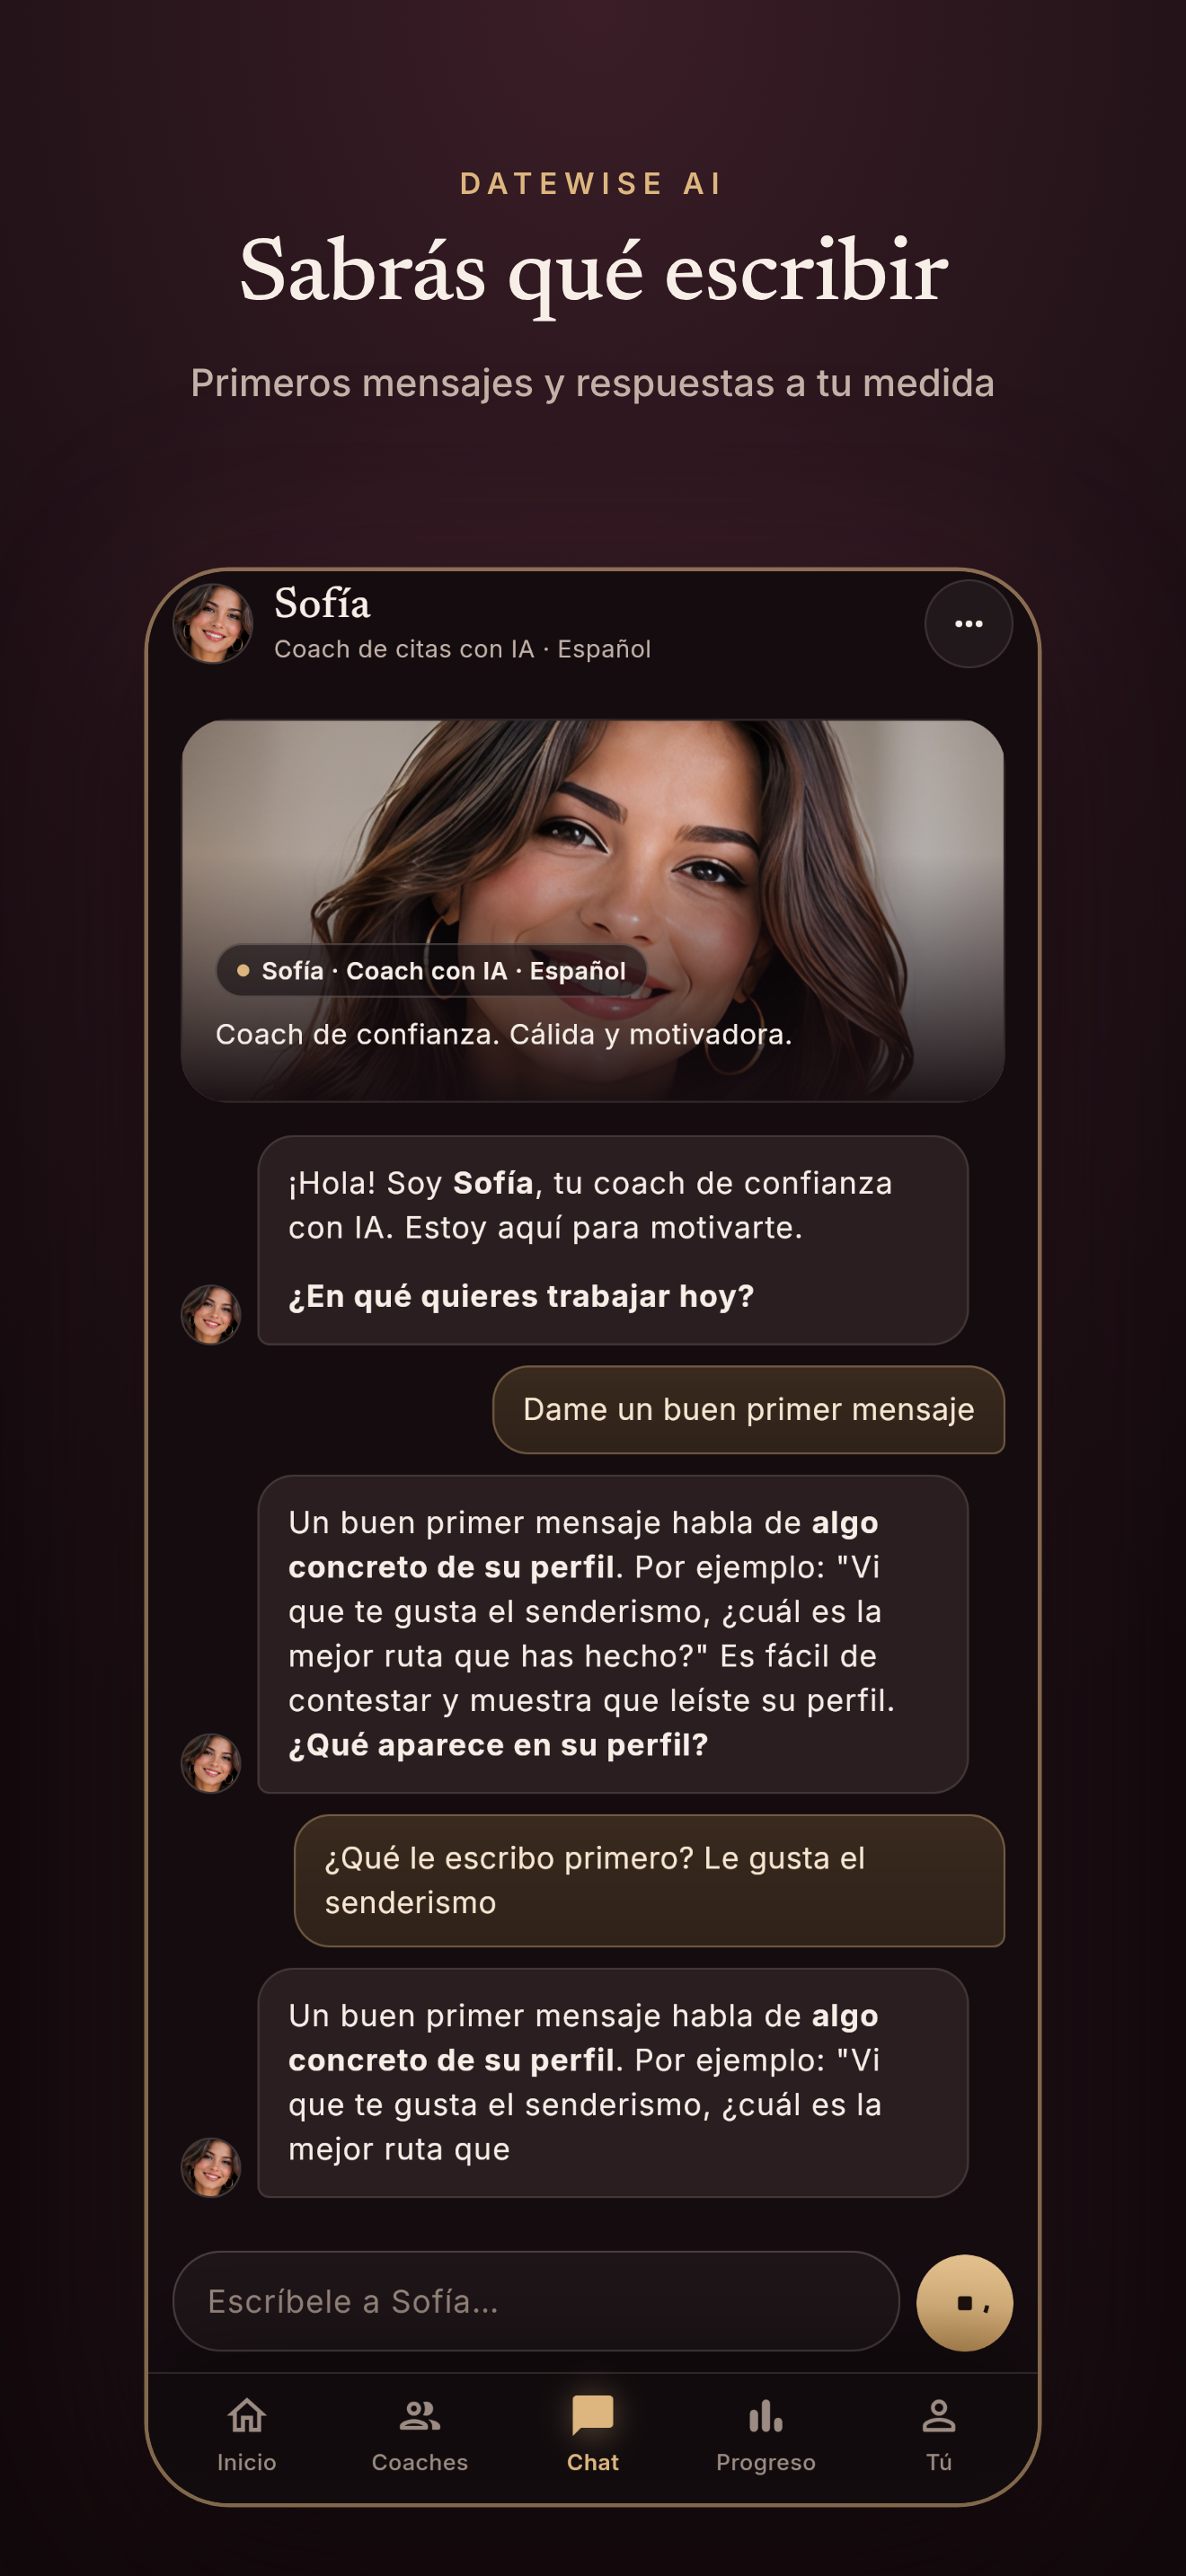 DATEWISE AI
Sabrás qué escribir
Primeros mensajes y respuestas a tu medida
Sofía
Coach de citas con IA · Español
Sofía · Coach con IA · Español
Coach de confianza. Cálida y motivadora.
¡Hola! Soy Sofía, tu coach de confianza
con IA. Estoy aquí para motivarte.
¿En qué quieres trabajar hoy?
Dame un buen primer mensaje
Un buen primer mensaje habla de algo
concreto de su perfil. Por ejemplo: "Vi
que te gusta el senderismo, ¿cuál es la
mejor ruta que has hecho?" Es fácil de
contestar y muestra que leíste su perfil.
¿Qué aparece en su perfil?
¿Qué le escribo primero? Le gusta el
senderismo
Un buen primer mensaje habla de algo
concreto de su perfil. Por ejemplo: "Vi
que te gusta el senderismo, ¿cuál es la
mejor ruta que
Escríbele a Sofía...
Inicio
Coaches
Chat
Progreso
Tú